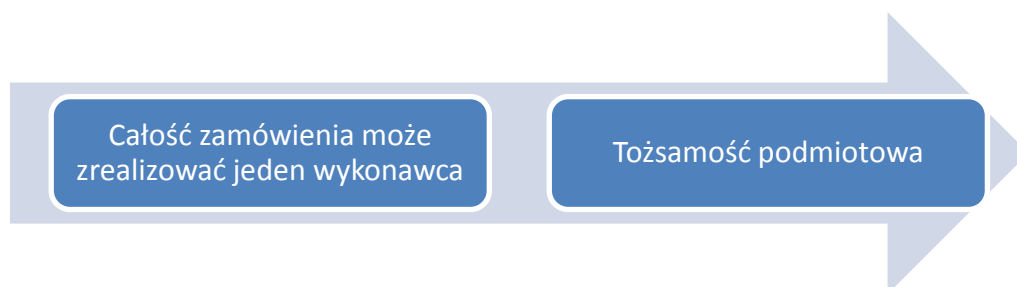 Całość zamówienia może
zrealizować jeden wykonawca
Tożsamość podmiotowa